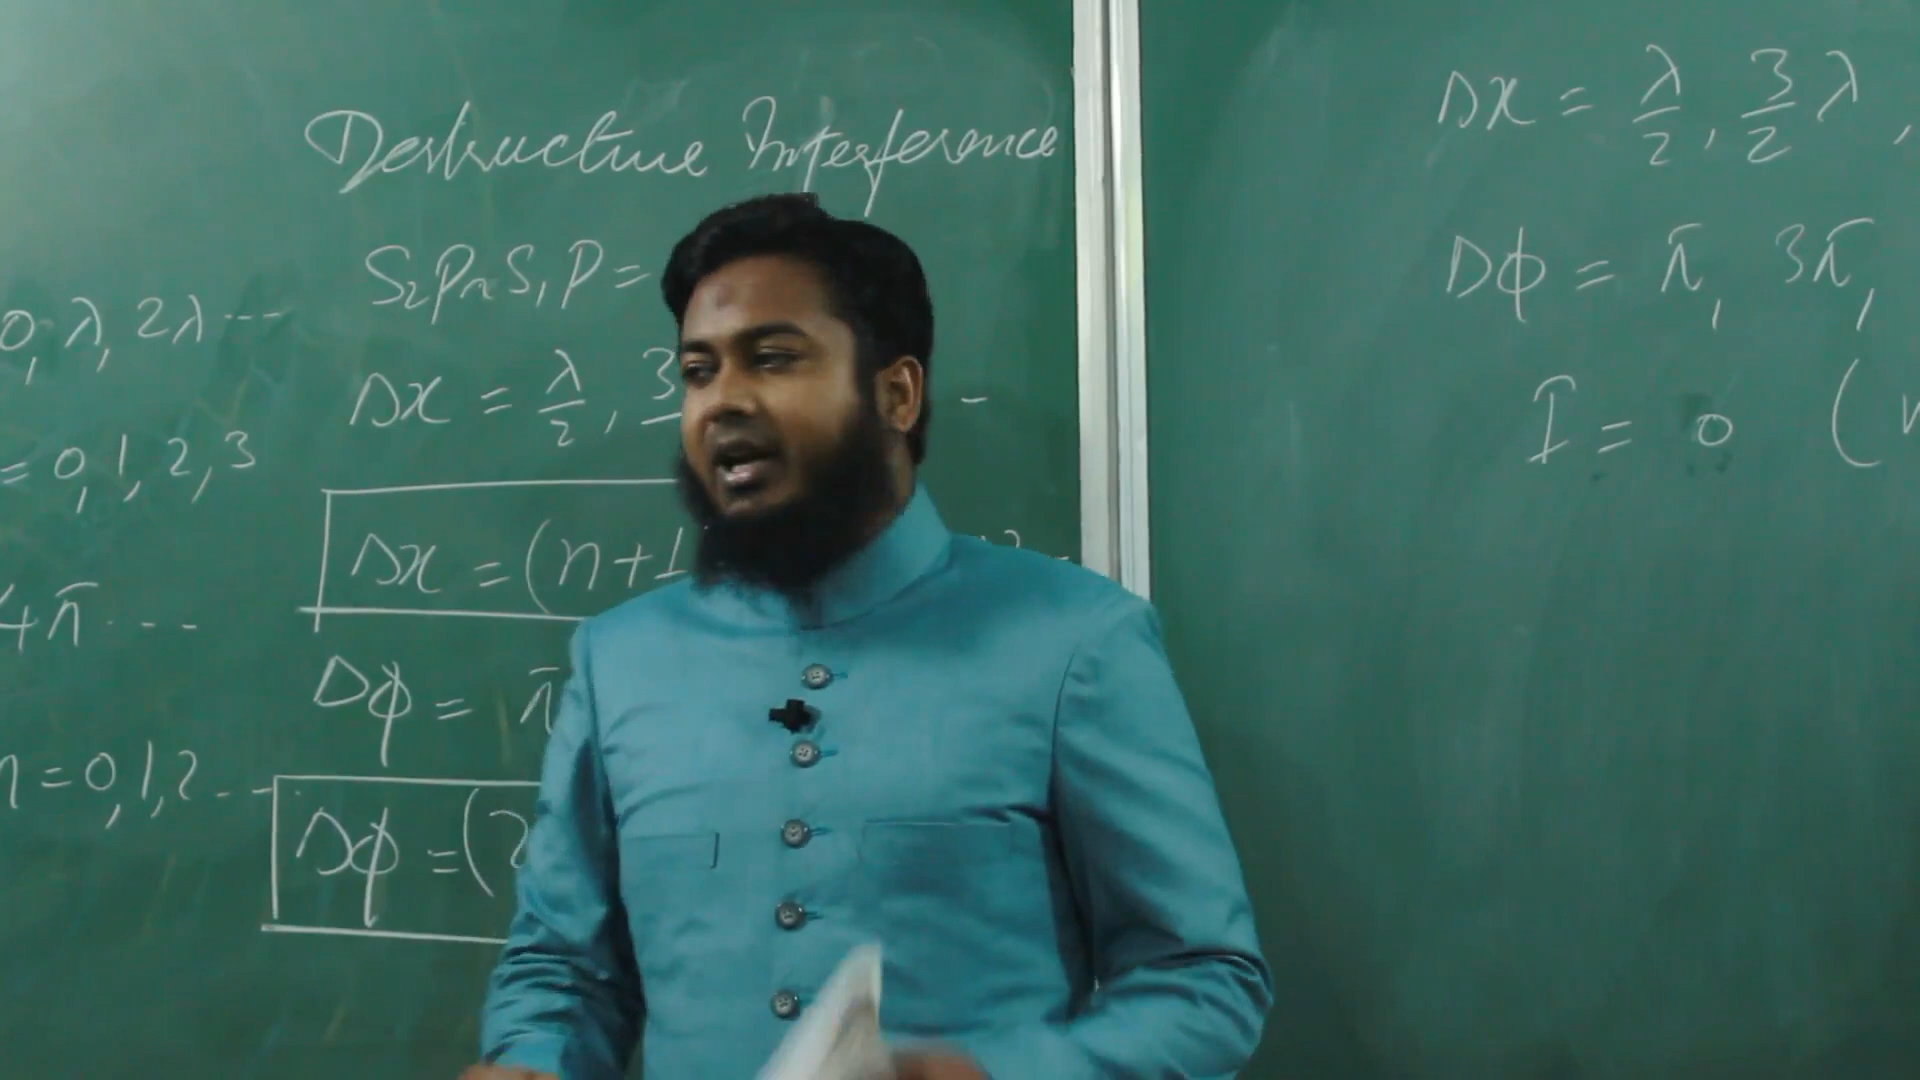 0, λ, 2λ ---
= 0, 1, 2, 3
4π ---
n = 0, 1, 2 ---
Destructive Interference
S₂P ~ S₁P =
Δx = λ/2, 3 -
Δx = (n+1
Δφ = π
Δφ = (2
Δx = λ/2, 3/2 λ,
Δφ = π, 3π,
I = 0 (